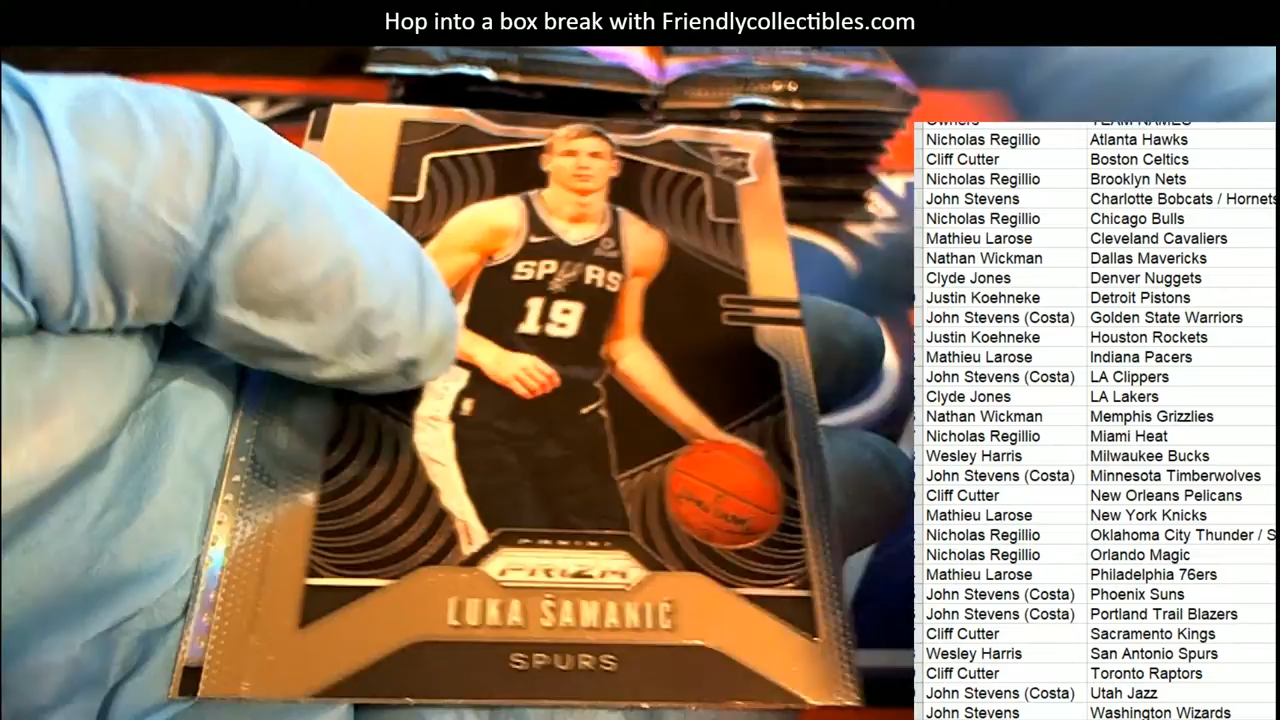 Hop into a box break with Friendlycollectibles.com
Owners TEAM NAMES
Nicholas Regillio Atlanta Hawks
Cliff Cutter Boston Celtics
Nicholas Regillio Brooklyn Nets
John Stevens Charlotte Bobcats / Hornets
Nicholas Regillio Chicago Bulls
Mathieu Larose Cleveland Cavaliers
Nathan Wickman Dallas Mavericks
Clyde Jones Denver Nuggets
Justin Koehneke Detroit Pistons
John Stevens (Costa) Golden State Warriors
Justin Koehneke Houston Rockets
Mathieu Larose Indiana Pacers
John Stevens (Costa) LA Clippers
Clyde Jones LA Lakers
Nathan Wickman Memphis Grizzlies
Nicholas Regillio Miami Heat
Wesley Harris Milwaukee Bucks
John Stevens (Costa) Minnesota Timberwolves
Cliff Cutter New Orleans Pelicans
Mathieu Larose New York Knicks
Nicholas Regillio Oklahoma City Thunder / S
Nicholas Regillio Orlando Magic
Mathieu Larose Philadelphia 76ers
John Stevens (Costa) Phoenix Suns
John Stevens (Costa) Portland Trail Blazers
Cliff Cutter Sacramento Kings
Wesley Harris San Antonio Spurs
Cliff Cutter Toronto Raptors
John Stevens (Costa) Utah Jazz
John Stevens Washington Wizards
RC
SPURS
19
PANINI
PRIZM
LUKA ŠAMANIĆ
SPURS